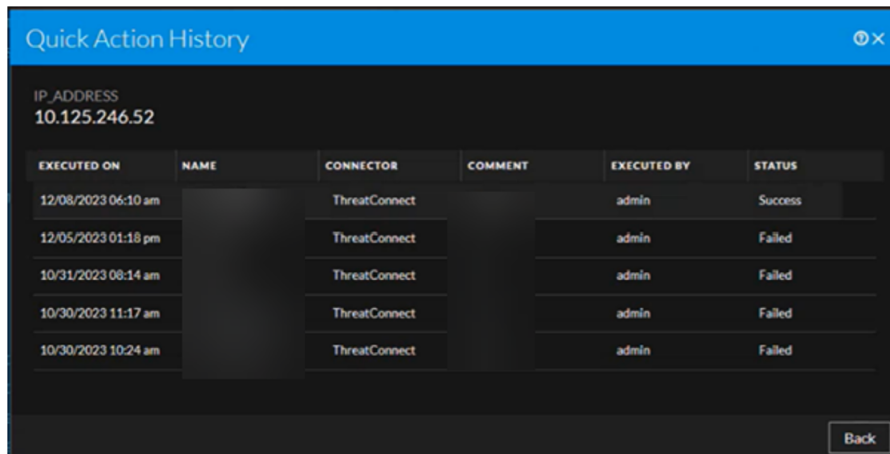 Quick Action History
IP_ADDRESS
10.125.246.52
EXECUTED ON NAME CONNECTOR COMMENT EXECUTED BY STATUS
12/08/2023 06:10 am ThreatConnect admin Success
12/05/2023 01:18 pm ThreatConnect admin Failed
10/31/2023 08:14 am ThreatConnect admin Failed
10/30/2023 11:17 am ThreatConnect admin Failed
10/30/2023 10:24 am ThreatConnect admin Failed
Back